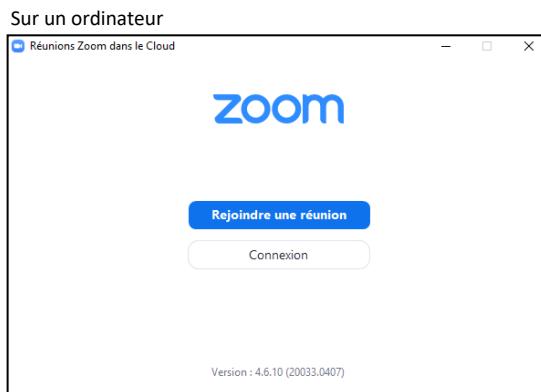 Sur un ordinateur
Réunions Zoom dans le Cloud
zoom
Rejoindre une réunion
Connexion
Version : 4.6.10 (20033.0407)